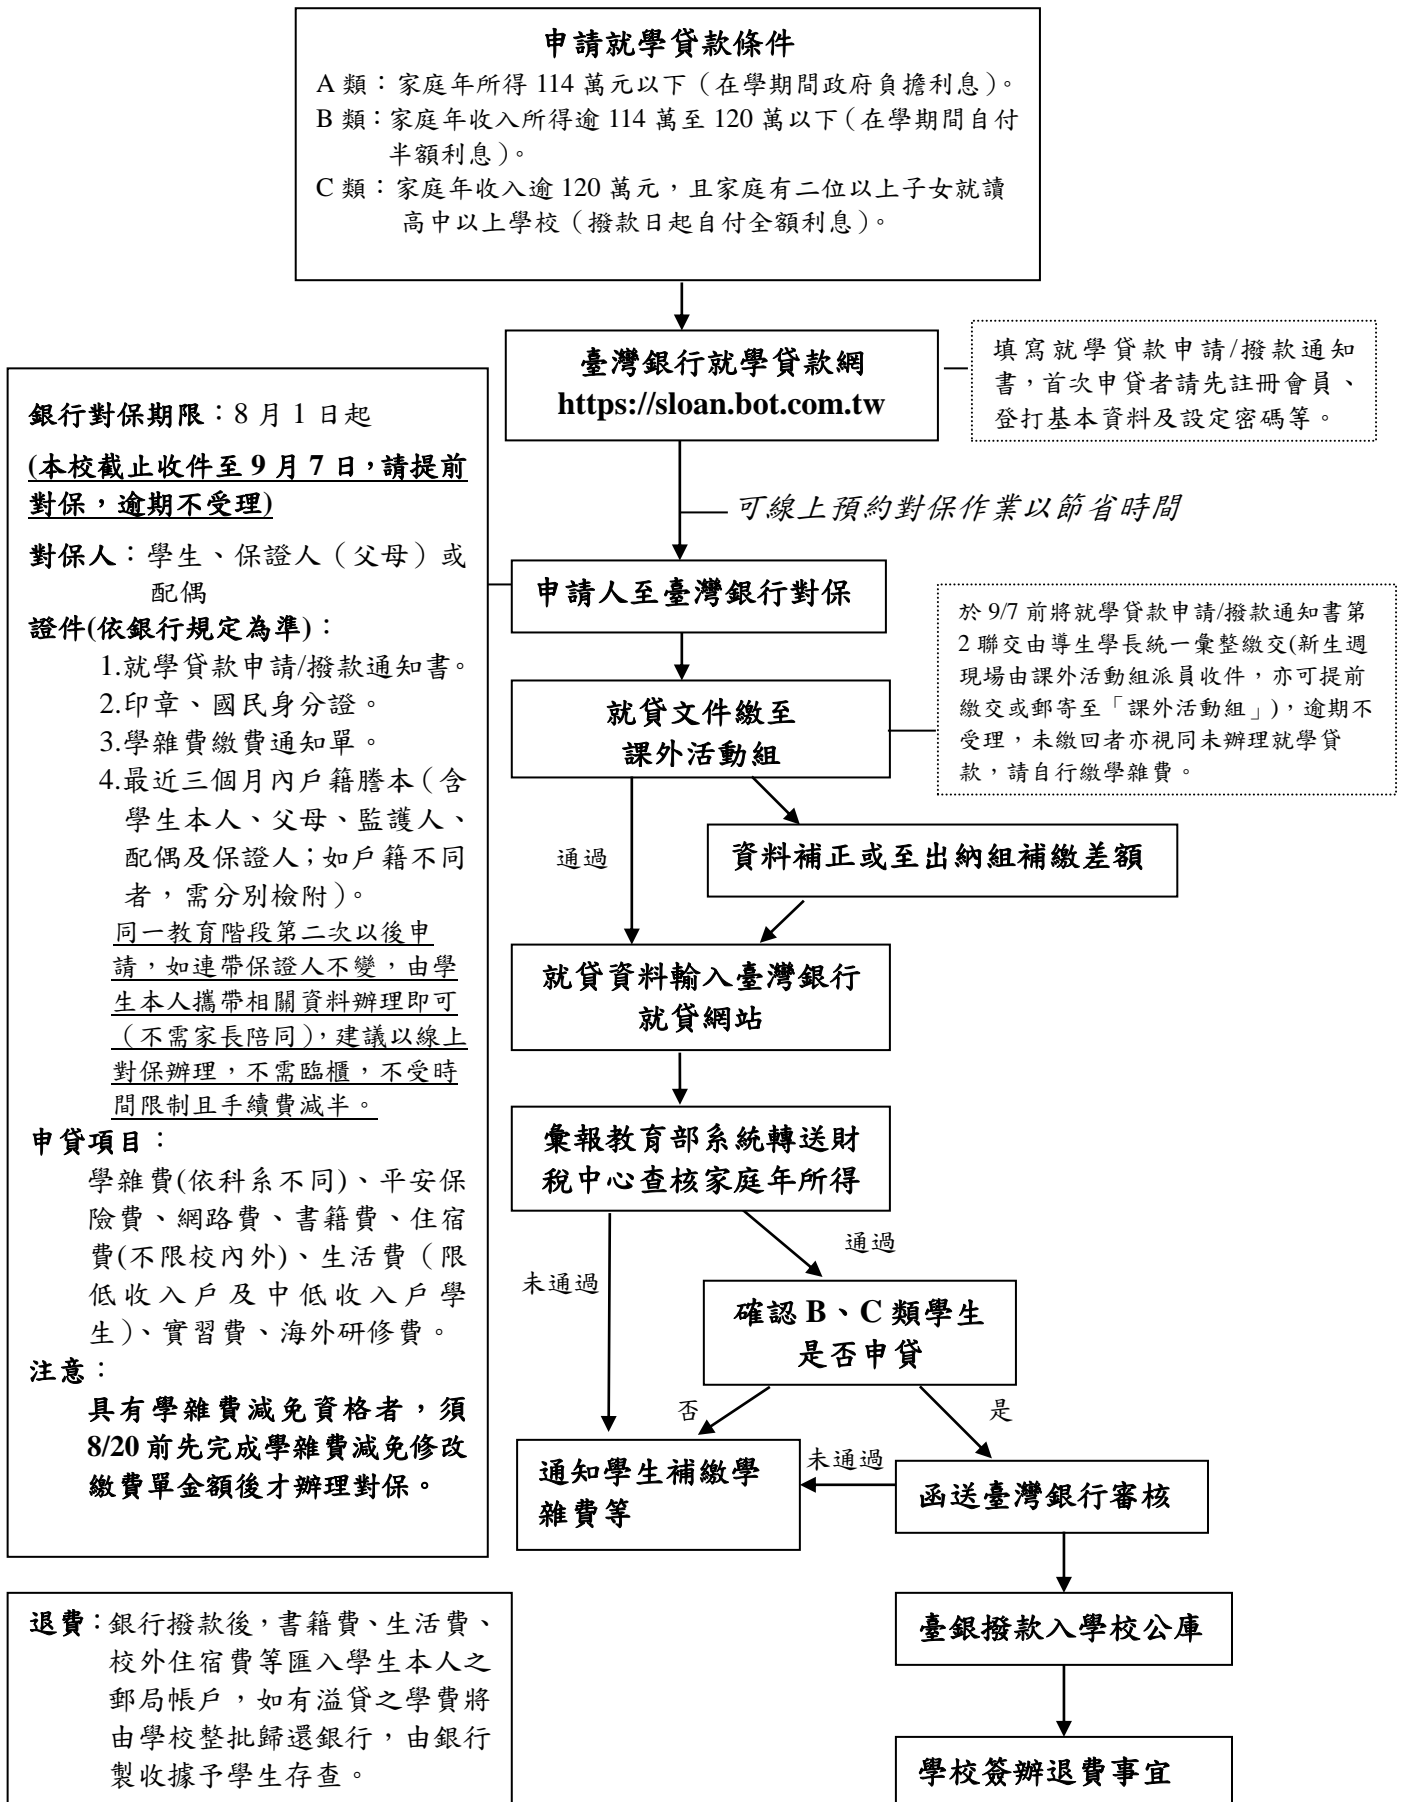 申請就學貸款條件
A 類：家庭年所得 114 萬元以下（在學期間政府負擔利息）。
B 類：家庭年收入所得逾 114 萬至 120 萬以下（在學期間自付
半額利息）。
C 類：家庭年收入逾 120 萬元，且家庭有二位以上子女就讀
高中以上學校（撥款日起自付全額利息）。
臺灣銀行就學貸款網
https://sloan.bot.com.tw
填寫就學貸款申請/撥款通知
書，首次申貸者請先註冊會員、
登打基本資料及設定密碼等。
可線上預約對保作業以節省時間
銀行對保期限：8 月 1 日起
(本校截止收件至 9 月 7 日，請提前
對保，逾期不受理)
對保人：學生、保證人（父母）或
配偶
證件(依銀行規定為準)：
1.就學貸款申請/撥款通知書。
2.印章、國民身分證。
3.學雜費繳費通知單。
4.最近三個月內戶籍謄本（含
學生本人、父母、監護人、
配偶及保證人；如戶籍不同
者，需分別檢附）。
同一教育階段第二次以後申
請，如連帶保證人不變，由學
生本人攜帶相關資料辦理即可
（不需家長陪同），建議以線上
對保辦理，不需臨櫃，不受時
間限制且手續費減半。
申貸項目：
學雜費(依科系不同)、平安保
險費、網路費、書籍費、住宿
費(不限校內外)、生活費（限
低收入戶及中低收入戶學
生）、實習費、海外研修費。
注意：
具有學雜費減免資格者，須
8/20 前先完成學雜費減免修改
繳費單金額後才辦理對保。
申請人至臺灣銀行對保
於 9/7 前將就學貸款申請/撥款通知書第
2 聯交由導生學長統一彙整繳交(新生週
現場由課外活動組派員收件，亦可提前
繳交或郵寄至「課外活動組」)，逾期不
受理，未繳回者亦視同未辦理就學貸
款，請自行繳學雜費。
就貸文件繳至
課外活動組
通過
資料補正或至出納組補繳差額
就貸資料輸入臺灣銀行
就貸網站
彙報教育部系統轉送財
稅中心查核家庭年所得
通過
未通過
確認 B、C 類學生
是否申貸
否
是
通知學生補繳學
雜費等
未通過
函送臺灣銀行審核
臺銀撥款入學校公庫
學校簽辦退費事宜
退費：銀行撥款後，書籍費、生活費、
校外住宿費等匯入學生本人之
郵局帳戶，如有溢貸之學費將
由學校整批歸還銀行，由銀行
製收據予學生存查。